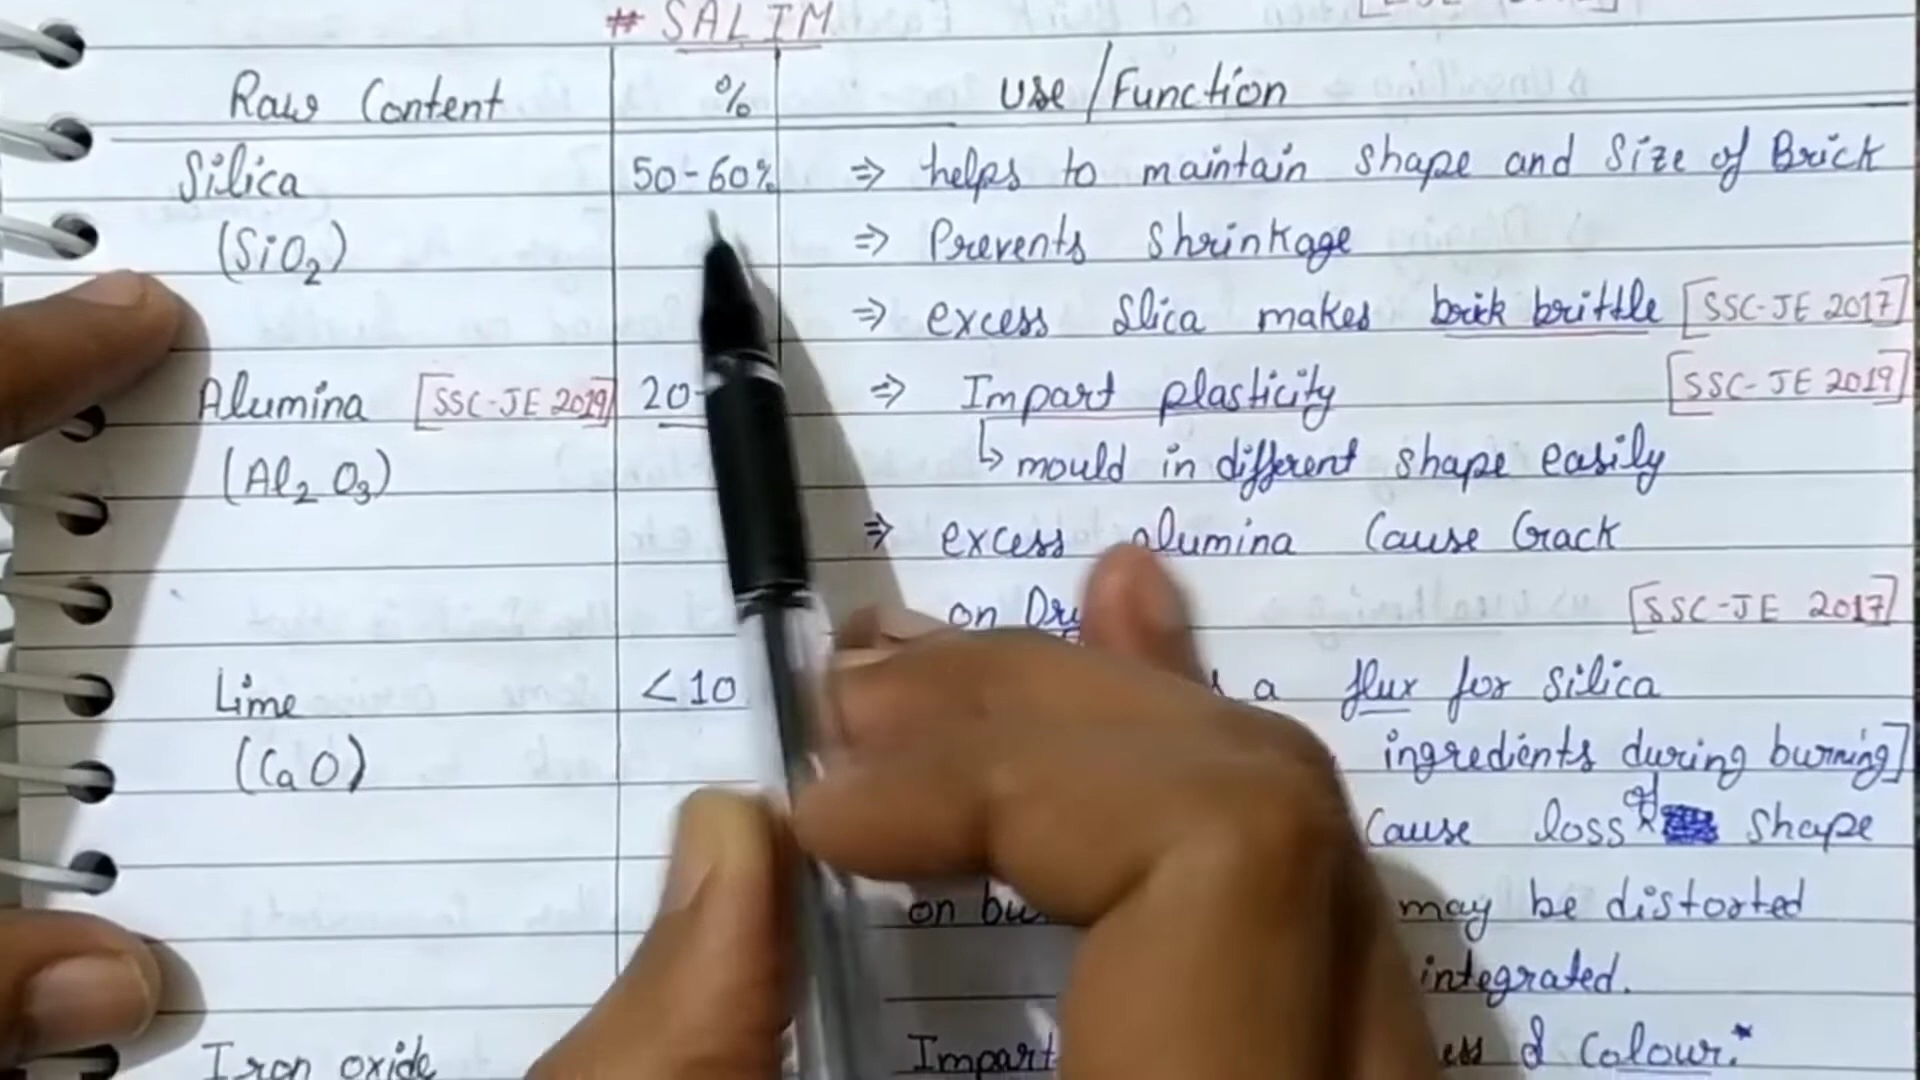 # SALIM
Raw Content % Use/Function
Silica 50-60% ⇒ helps to maintain shape and Size of Brick
(SiO₂) ⇒ Prevents Shrinkage
⇒ excess Slica makes brick brittle [SSC-JE 2017]
Alumina [SSC-JE 2019] 20- ⇒ Impart plasticity [SSC-JE 2019]
(Al₂O₃) ↳ mould in different shape easily
⇒ excess alumina Cause Crack
on [SSC-JE 2017]
Lime <10 a flux for silica
(CaO) ingredients during burning]
Cause loss of shape
on may be distorted
integrated.
Iron oxide Impart & Colour.*